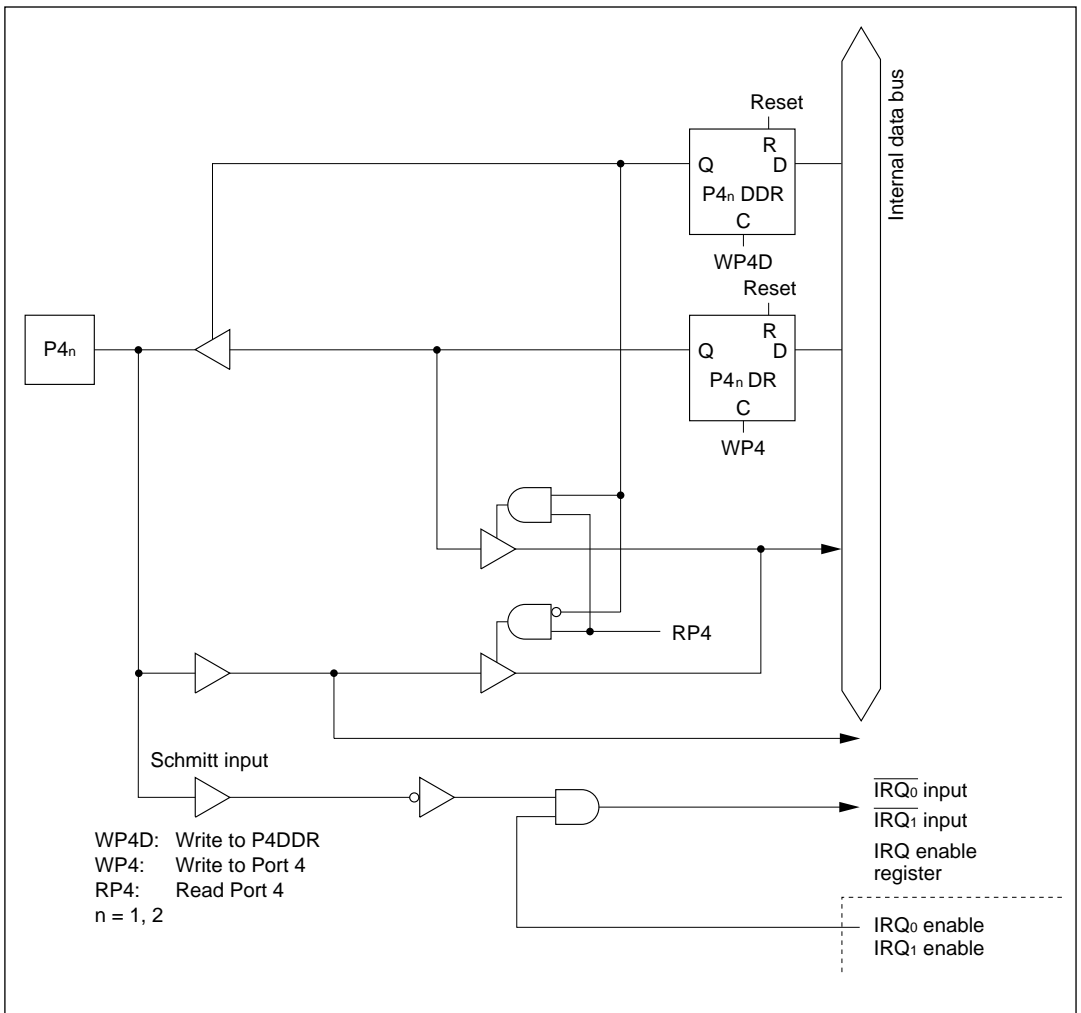 Reset
R
Q
D
P4n DDR
C
WP4D
Internal data bus
Reset
R
P4n
Q
D
P4n DR
C
WP4
RP4
Schmitt input
IRQ0 input
IRQ1 input
IRQ enable
register
WP4D: Write to P4DDR
WP4: Write to Port 4
RP4: Read Port 4
n = 1, 2
IRQ0 enable
IRQ1 enable